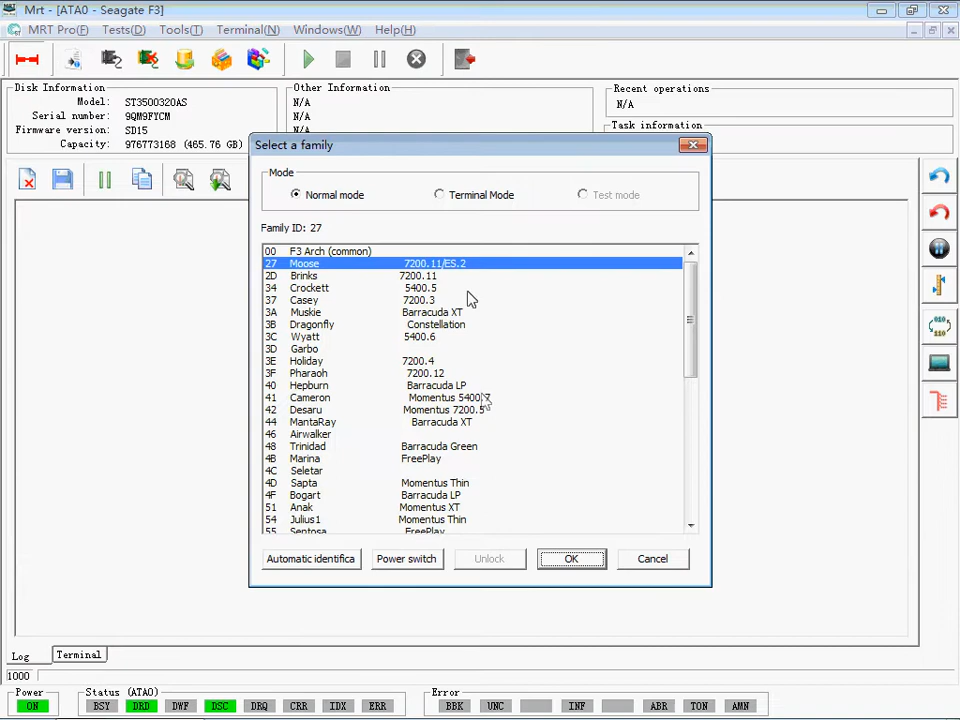 Mrt - [ATA0 - Seagate F3]
MRT Pro(F) Tests(D) Tools(T) Terminal(N) Windows(W) Help(H)
Disk Information
Model: ST3500320AS
Serial number: 9QM9FYCM
Firmware version: SD15
Capacity: 976773168 (465.76 GB)
Other Information
N/A
N/A
N/A
Recent operations
N/A
Task information
Select a family
Mode
Normal mode Terminal Mode Test mode
Family ID: 27
00 F3 Arch (common)
27 Moose 7200.11/ES.2
2D Brinks 7200.11
34 Crockett 5400.5
37 Casey 7200.3
3A Muskie Barracuda XT
3B Dragonfly Constellation
3C Wyatt 5400.6
3D Garbo
3E Holiday 7200.4
3F Pharaoh 7200.12
40 Hepburn Barracuda LP
41 Cameron Momentus 5400.7
42 Desaru Momentus 7200.5
44 MantaRay Barracuda XT
46 Airwalker
48 Trinidad Barracuda Green
4B Marina FreePlay
4C Seletar
4D Sapta Momentus Thin
4F Bogart Barracuda LP
51 Anak Momentus XT
54 Julius1 Momentus Thin
55 Sentosa FreePlay
Automatic identifica Power switch Unlock OK Cancel
Log Terminal
1000
Power
ON
Status (ATA0)
BSY DRD DWF DSC DRQ CRR IDX ERR
Error
BBK UNC INF ABR TON AMN